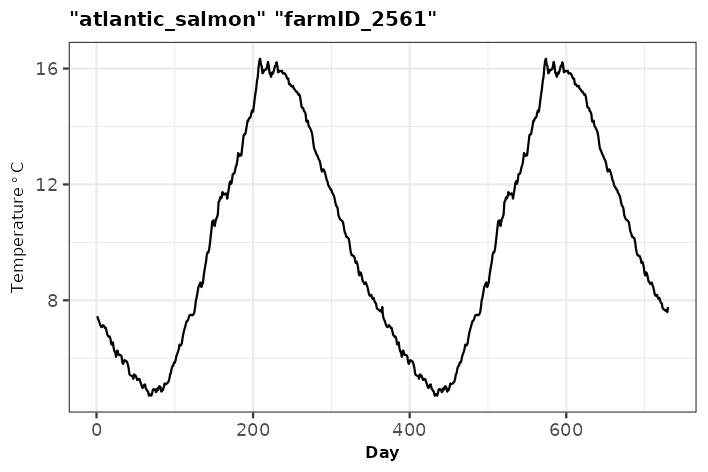 "atlantic_salmon" "farmID_2561"
16
12
8
Temperature°C
0
200
400
600
Day